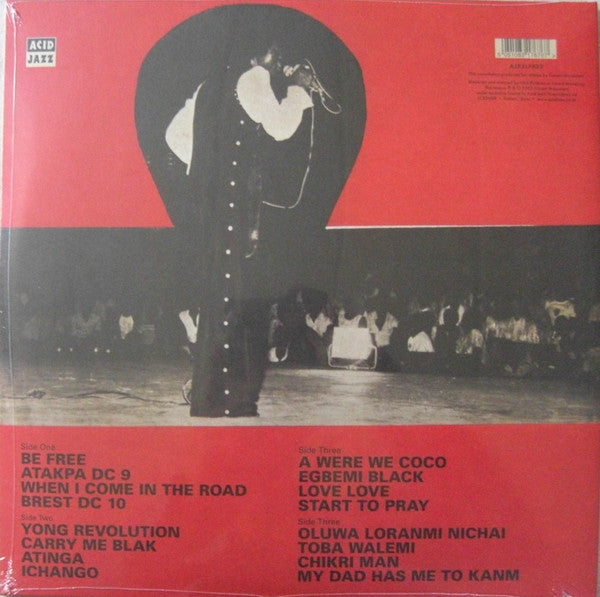 ACID
JAZZ
AJXDLP602
Side One
BE FREE
ATAKPA DC 9
WHEN I COME IN THE ROAD
BREST DC 10
Side Two
YONG REVOLUTION
CARRY ME BLAK
ATINGA
ICHANGO
Side Three
A WERE WE COCO
EGBEMI BLACK
LOVE LOVE
START TO PRAY
Side Three
OLUWA LORANMI NICHAI
TOBA WALEMI
CHIKRI MAN
MY DAD HAS ME TO KANM